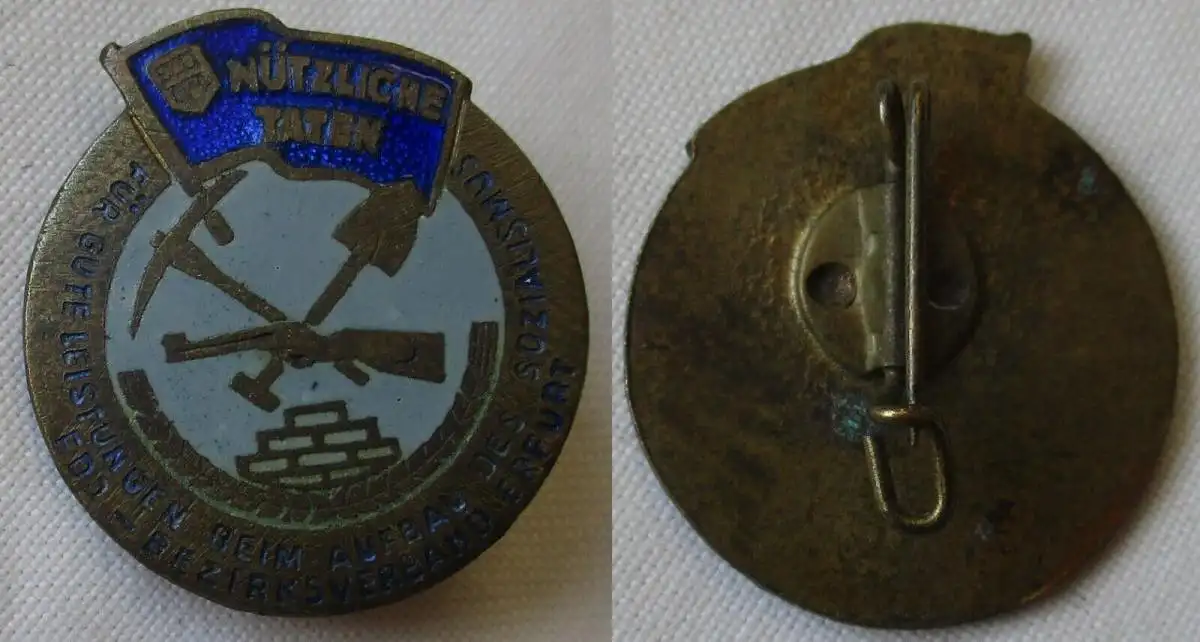 NÜTZLICHE
TATEN
FÜR GUTE LEISTUNGEN BEIM AUFBAU DES SOZIALISMUS
FDJ-BEZIRKSVERBAND ERFURT